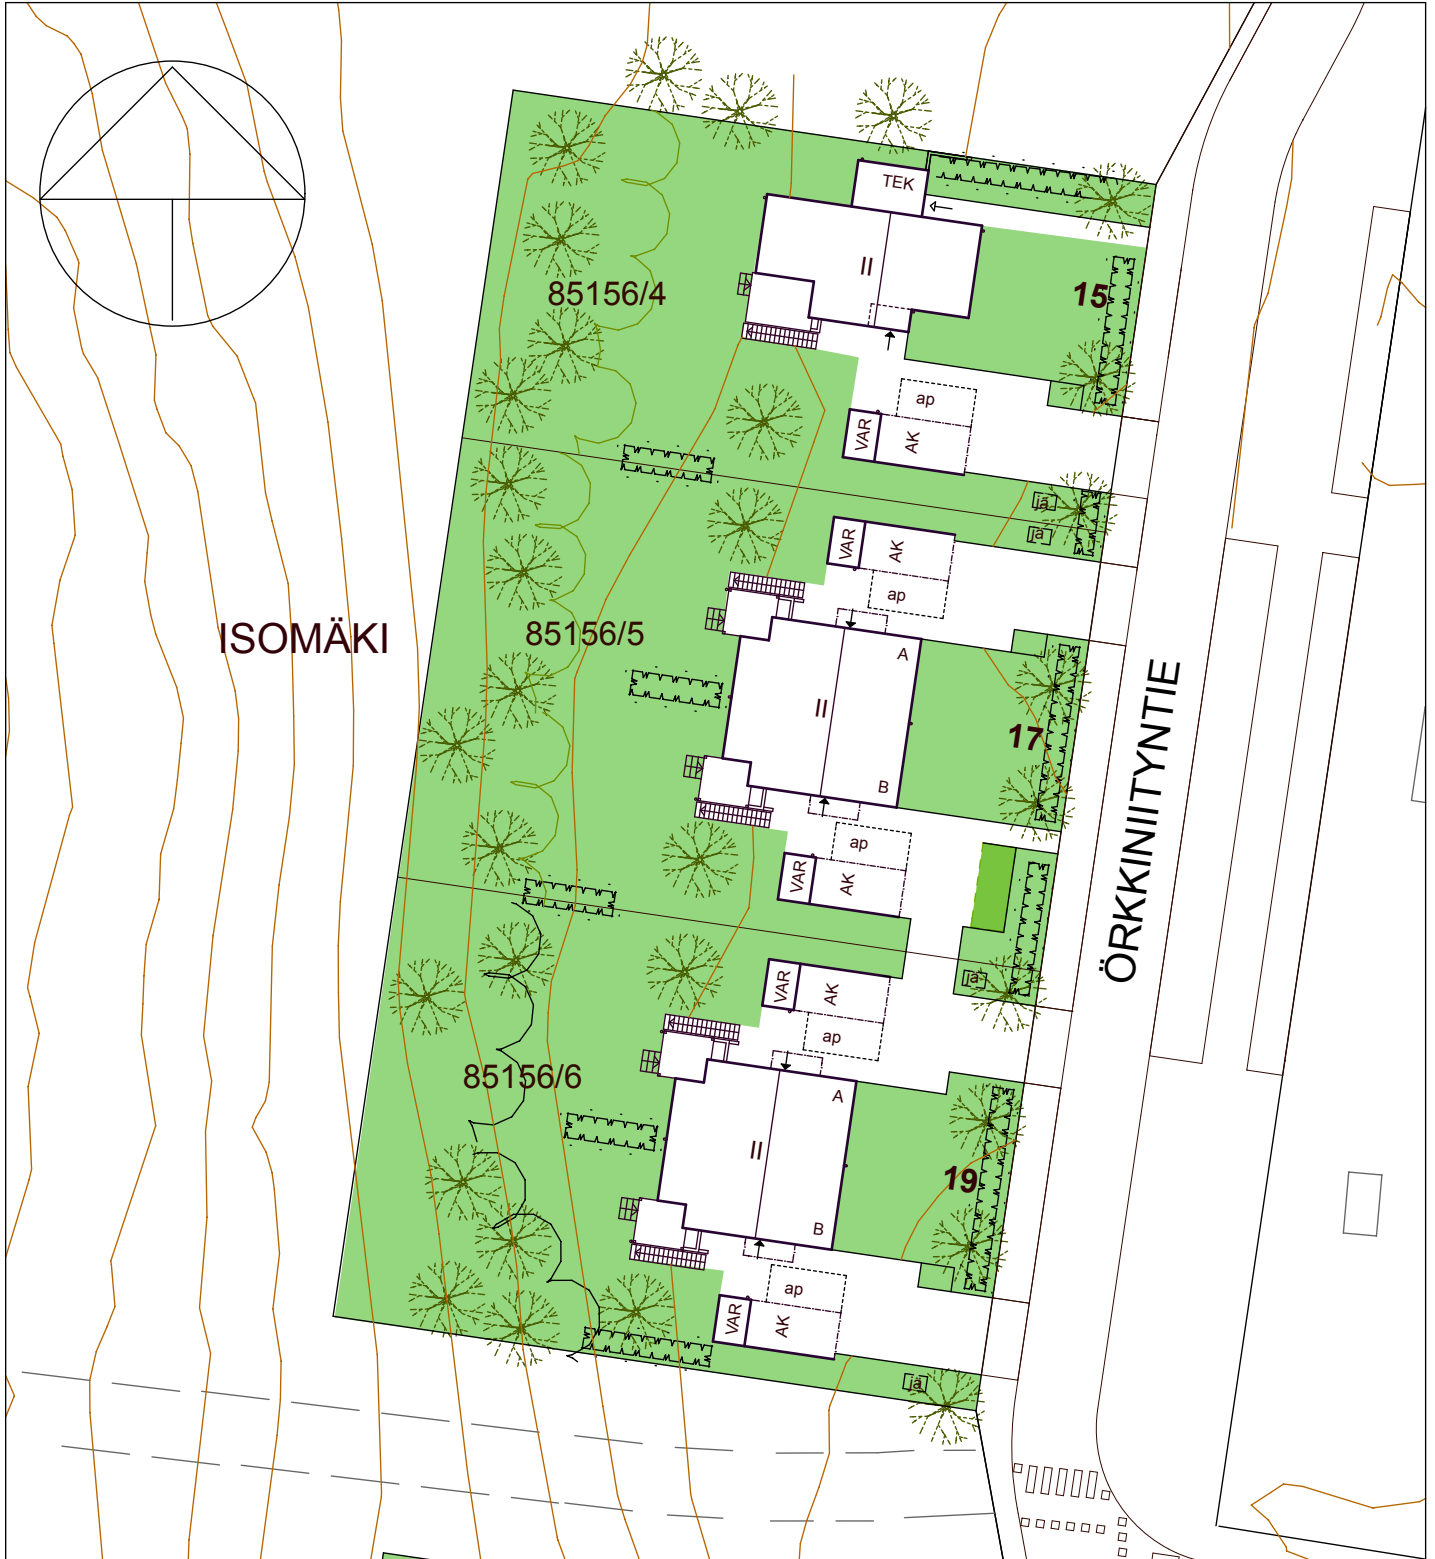 TEK
II
85156/4
15
ap
VAR
AK
jä
jä
VAR
AK
ap
ISOMÄKI
85156/5
A
II
17
B
ÖRKKINIITYNTIE
ap
VAR
AK
jä
VAR
AK
ap
85156/6
A
II
19
B
ap
VAR
AK
jä